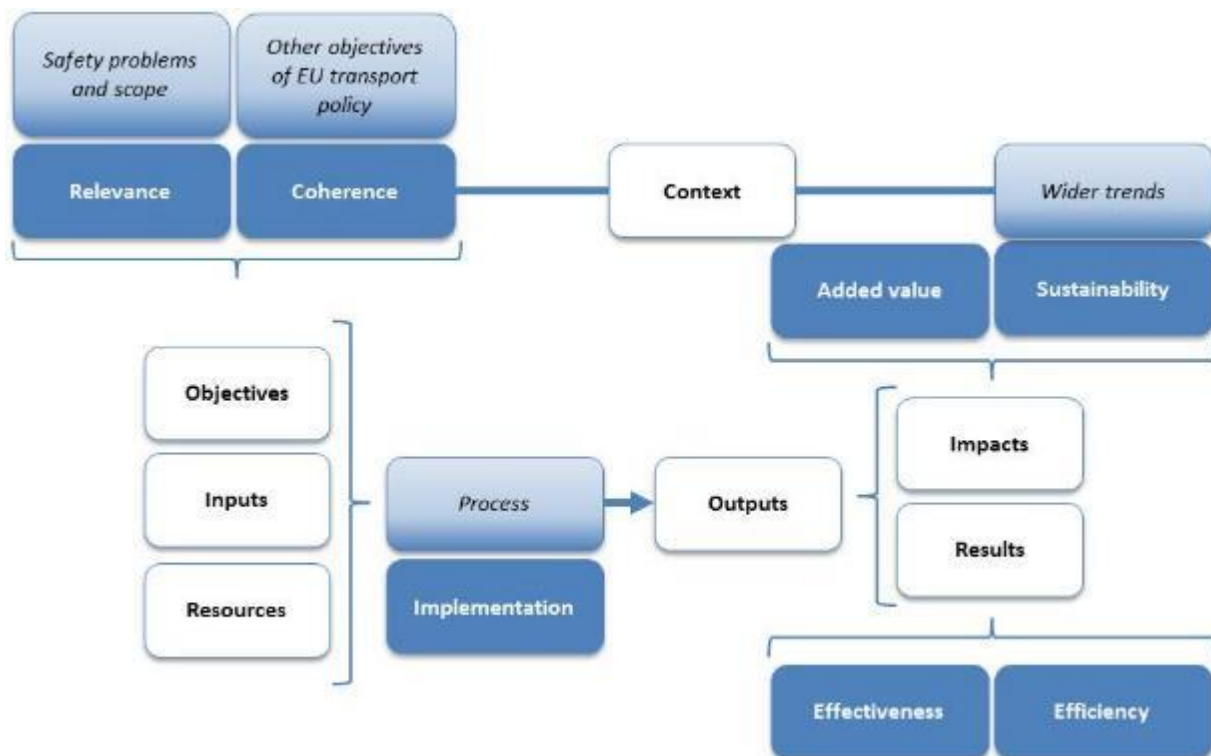 Safety problems
and scope
Other objectives
of EU transport
policy
Relevance
Coherence
Context
Wider trends
Added value
Sustainability
Objectives
Inputs
Resources
Process
Implementation
Outputs
Impacts
Results
Effectiveness
Efficiency